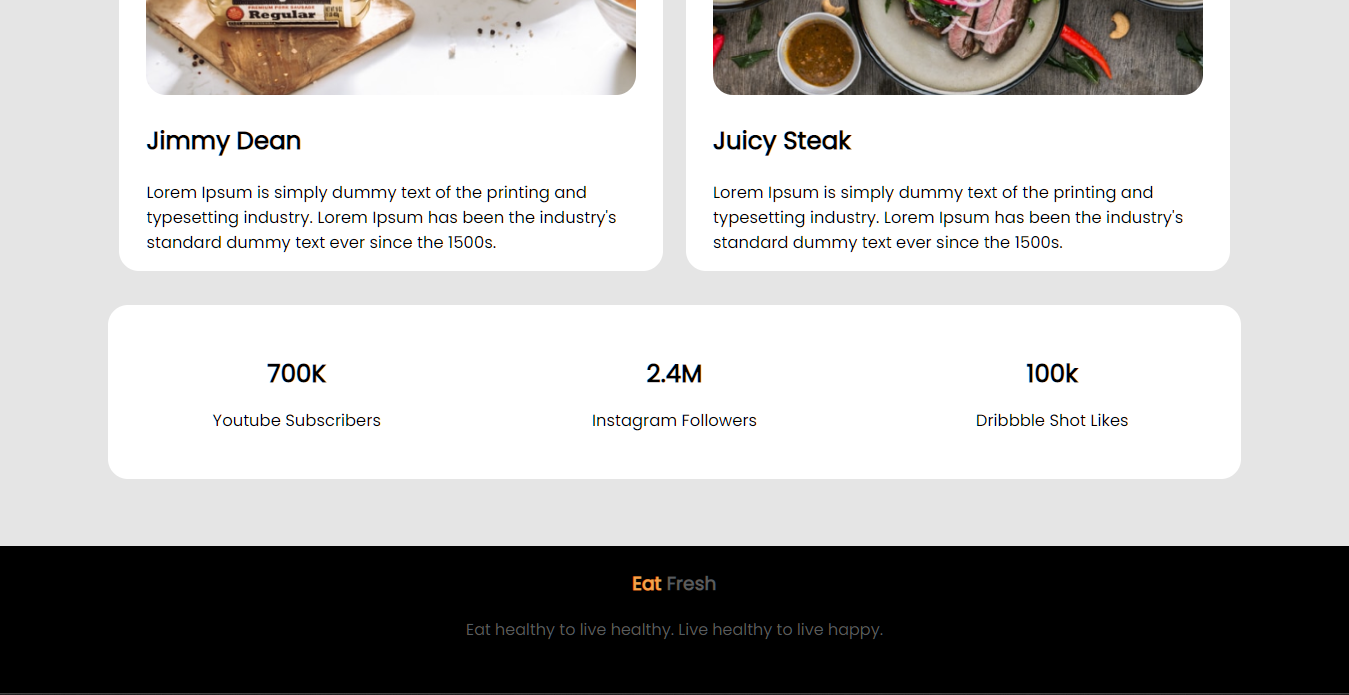 PREMIUM PORK SAUSAGE
Regular
Jimmy Dean
Lorem Ipsum is simply dummy text of the printing and
typesetting industry. Lorem Ipsum has been the industry's
standard dummy text ever since the 1500s.
Juicy Steak
Lorem Ipsum is simply dummy text of the printing and
typesetting industry. Lorem Ipsum has been the industry's
standard dummy text ever since the 1500s.
700K
Youtube Subscribers
2.4M
Instagram Followers
100k
Dribbble Shot Likes
Eat Fresh
Eat healthy to live healthy. Live healthy to live happy.